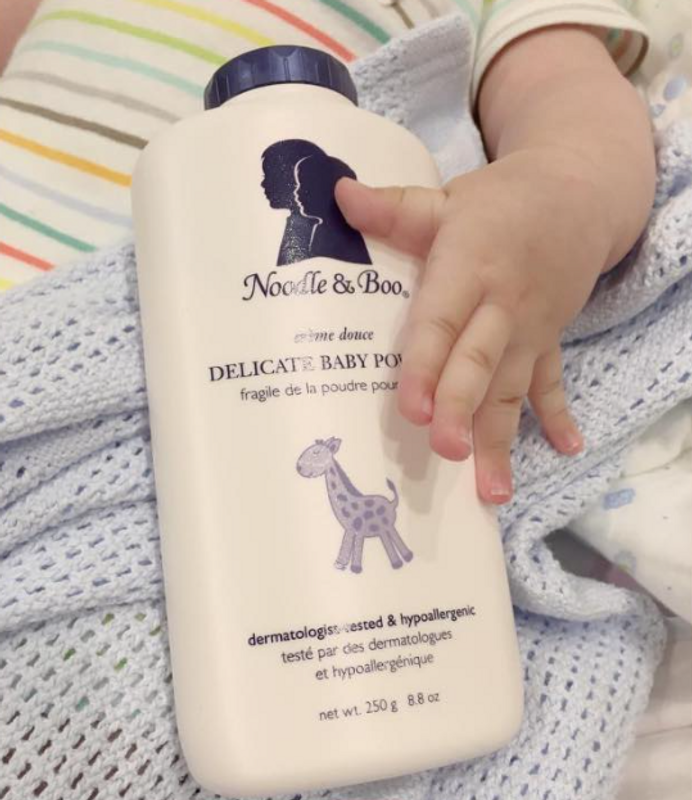 Noodle & Boo®
crème douce
DELICATE BABY
fragile de la poudre pour
dermatologist-tested & hypoallergenic
testé par des dermatologues
et hypoallergénique
net wt. 250 g 8.8 oz